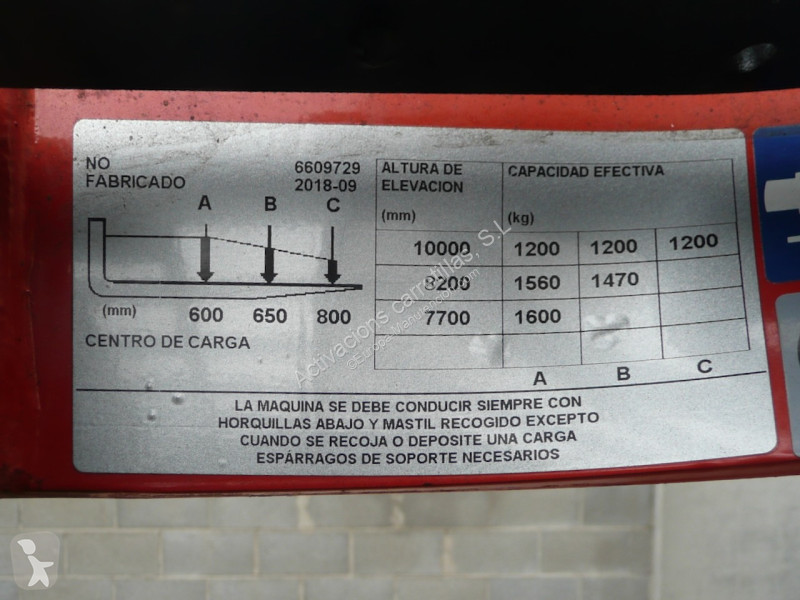 NO 6609729
FABRICADO 2018-09
A B C
(mm) 600 650 800
CENTRO DE CARGA
ALTURA DE ELEVACION (mm)
CAPACIDAD EFECTIVA (kg)
10000 1200 1200 1200
8200 1560 1470
7700 1600
A B C
LA MAQUINA SE DEBE CONDUCIR SIEMPRE CON
HORQUILLAS ABAJO Y MASTIL RECOGIDO EXCEPTO
CUANDO SE RECOJA O DEPOSITE UNA CARGA
ESPÁRRAGOS DE SOPORTE NECESARIOS
Activacions carretillas, S.L